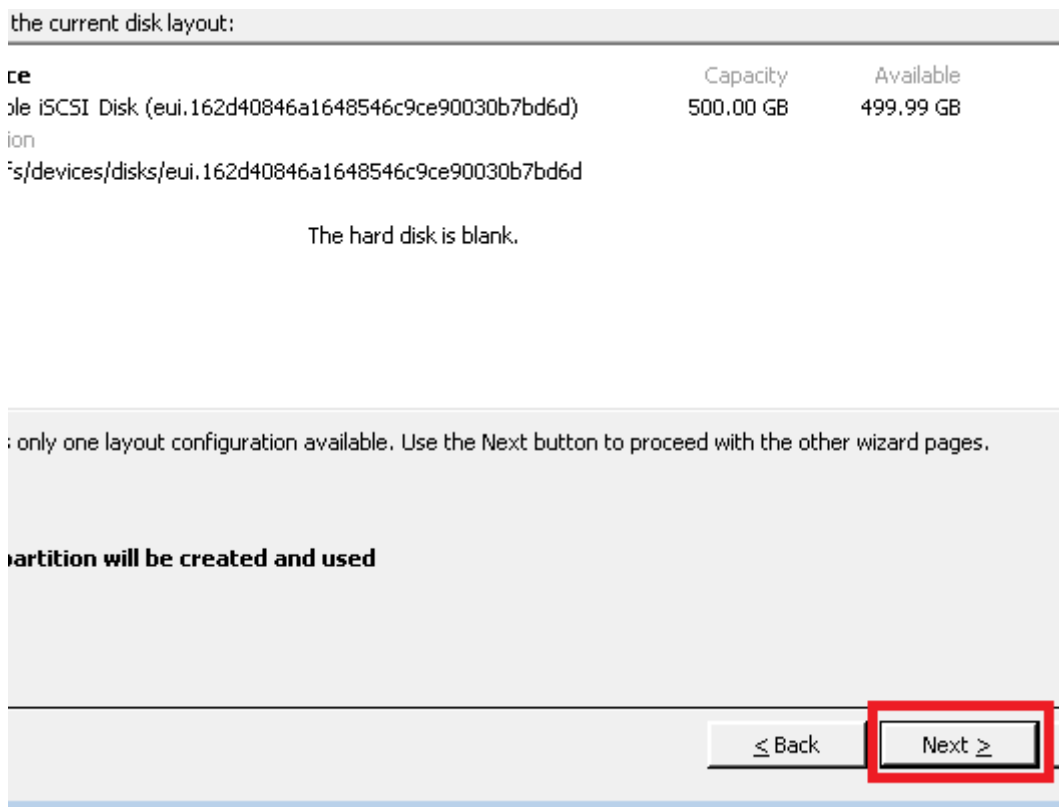 the current disk layout:
ce Capacity Available
ble iSCSI Disk (eui.162d40846a1648546c9ce90030b7bd6d) 500.00 GB 499.99 GB
ion
fs/devices/disks/eui.162d40846a1648546c9ce90030b7bd6d
The hard disk is blank.
s only one layout configuration available. Use the Next button to proceed with the other wizard pages.
partition will be created and used
< Back Next >